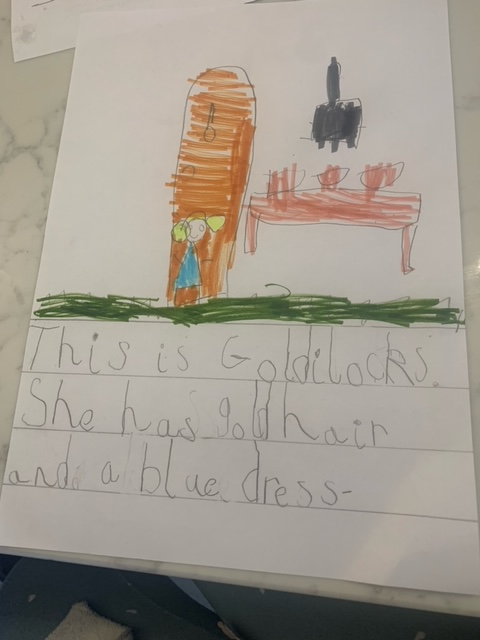 This is Goldilocks.
She has gold hair
and a blue dress-